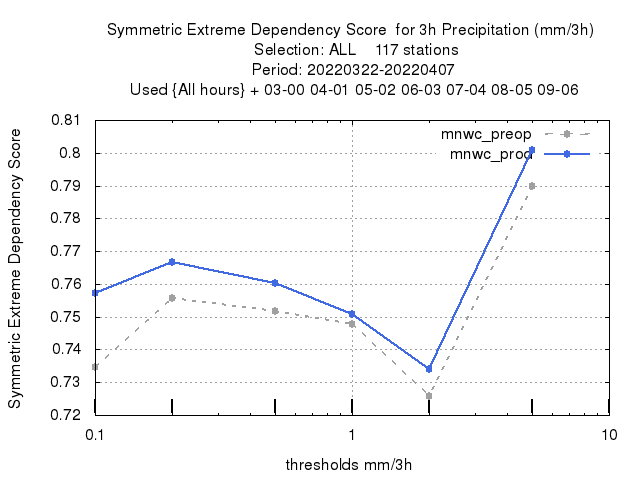 Symmetric Extreme Dependency Score  for 3h Precipitation (mm/3h)
Selection: ALL    117 stations
Period: 20220322-20220407
Used {All hours} + 03-00 04-01 05-02 06-03 07-04 08-05 09-06
Symmetric Extreme Dependency Score
0.81
0.8
0.79
0.78
0.77
0.76
0.75
0.74
0.73
0.72
mnwc_preop
mnwc_prod
0.1
1
10
thresholds mm/3h